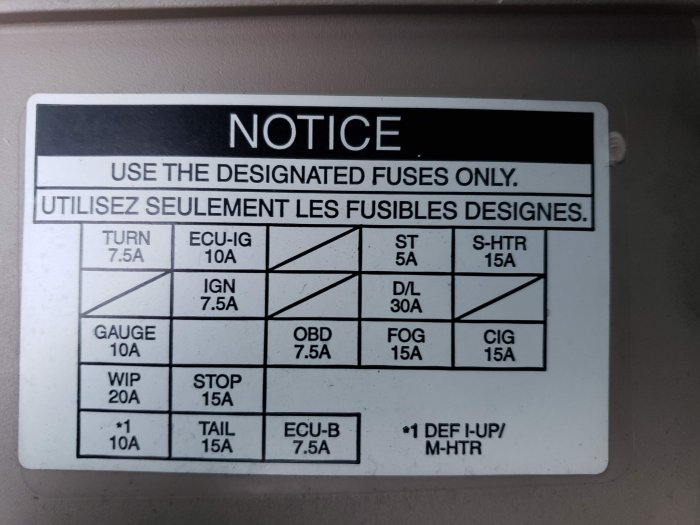 NOTICE
USE THE DESIGNATED FUSES ONLY.
UTILISEZ SEULEMENT LES FUSIBLES DESIGNES.
TURN 7.5A
ECU-IG 10A
ST 5A
S-HTR 15A
IGN 7.5A
D/L 30A
GAUGE 10A
OBD 7.5A
FOG 15A
CIG 15A
WIP 20A
STOP 15A
*1 10A
TAIL 15A
ECU-B 7.5A
*1 DEF I-UP/
M-HTR